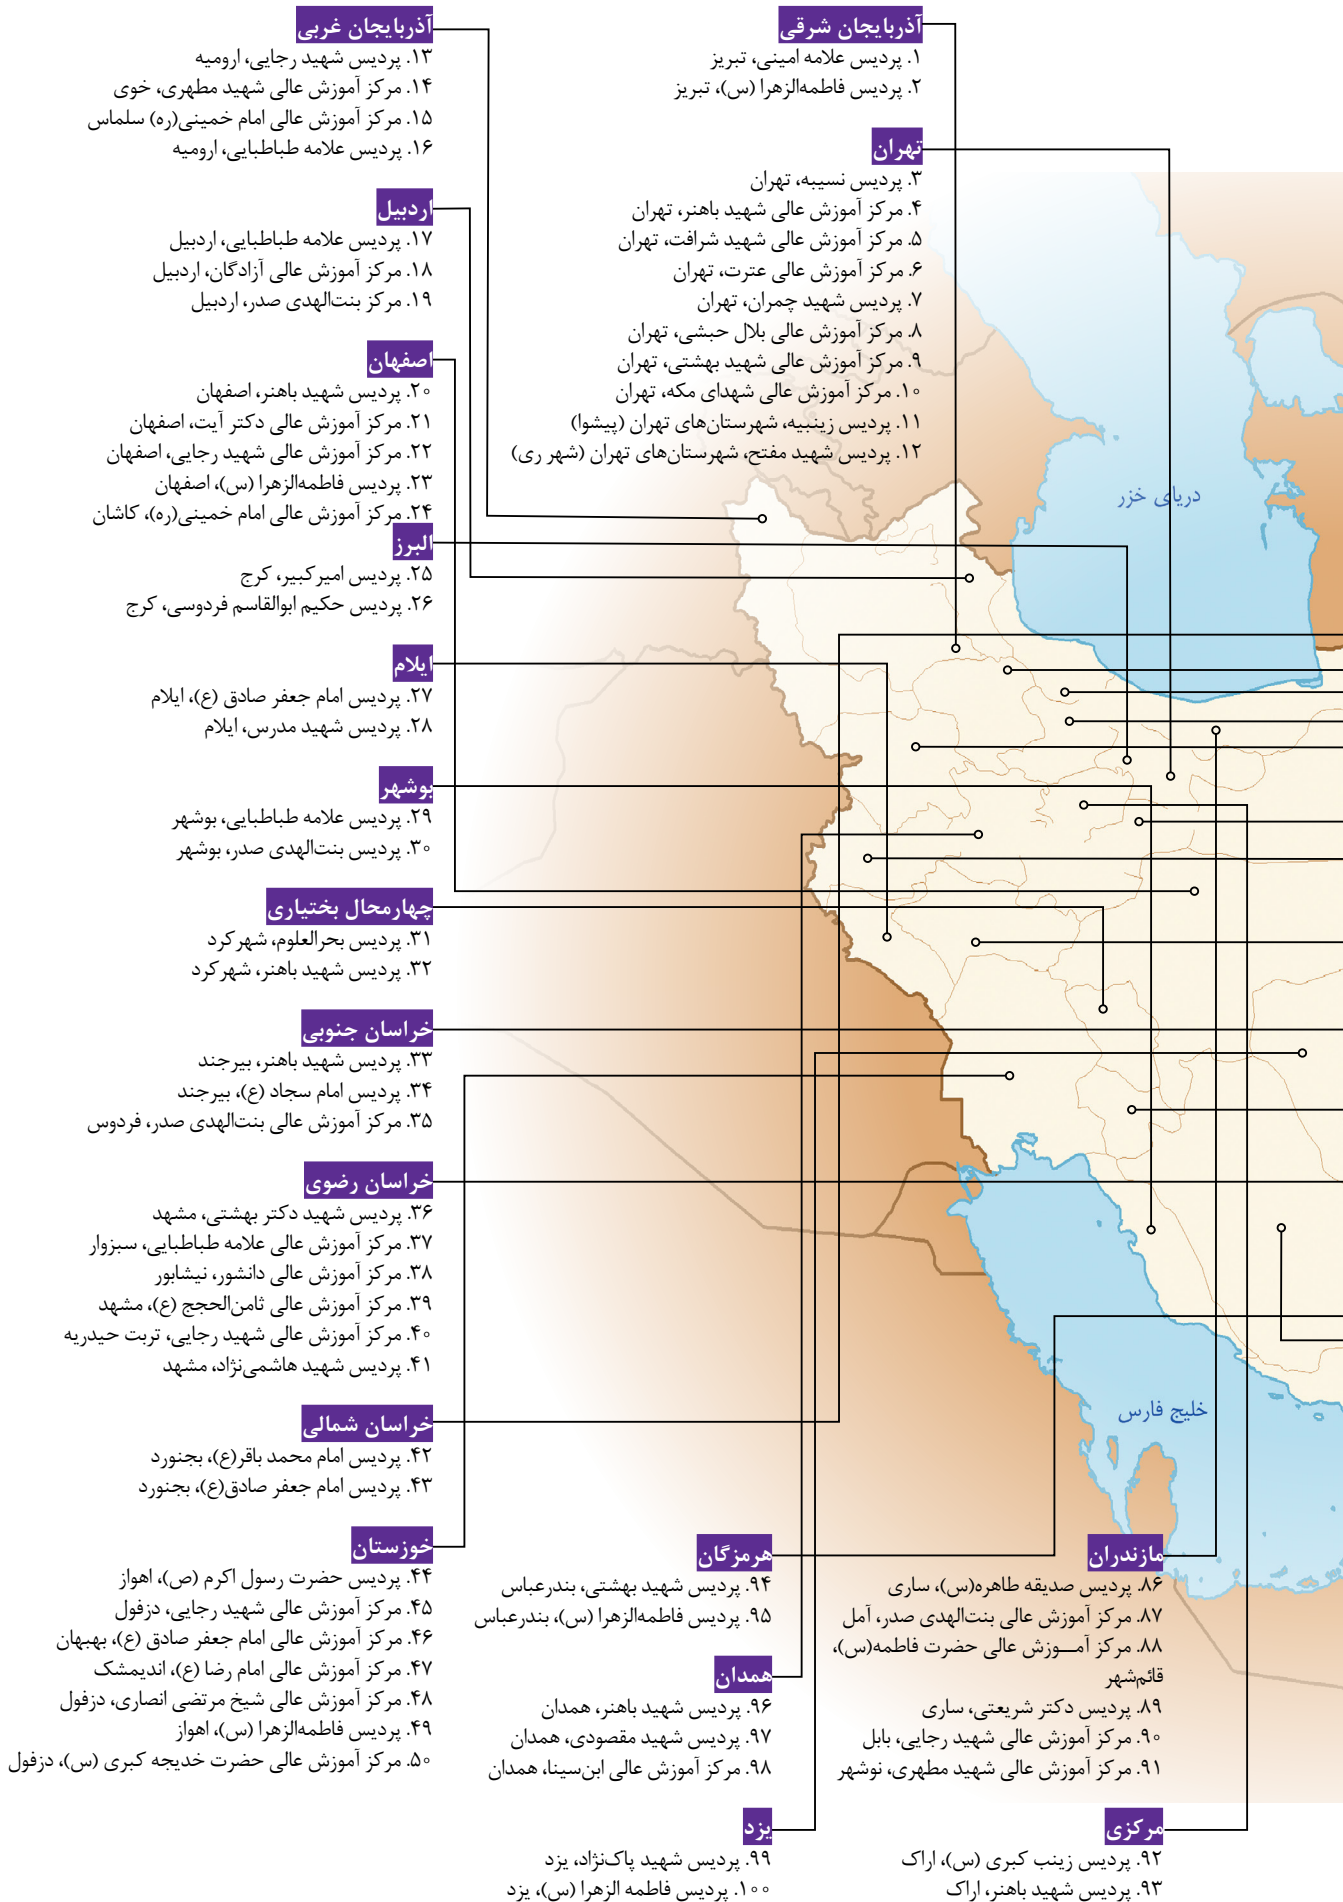 آذربایجان شرقی
۱. پردیس علامه امینی، تبریز
۲. پردیس فاطمه‌الزهرا (س)، تبریز
تهران
۳. پردیس نسیبه، تهران
۴. مرکز آموزش عالی شهید باهنر، تهران
۵. مرکز آموزش عالی شهید شرافت، تهران
۶. مرکز آموزش عالی عترت، تهران
۷. پردیس شهید چمران، تهران
۸. مرکز آموزش عالی بلال حبشی، تهران
۹. مرکز آموزش عالی شهید بهشتی، تهران
۱۰. مرکز آموزش عالی شهدای مکه، تهران
۱۱. پردیس زینبیه، شهرستان‌های تهران (پیشوا)
۱۲. پردیس شهید مفتح، شهرستان‌های تهران (شهر ری)
آذربایجان غربی
۱۳. پردیس شهید رجایی، ارومیه
۱۴. مرکز آموزش عالی شهید مطهری، خوی
۱۵. مرکز آموزش عالی امام خمینی(ره) سلماس
۱۶. پردیس علامه طباطبایی، ارومیه
اردبیل
۱۷. پردیس علامه طباطبایی، اردبیل
۱۸. مرکز آموزش عالی آزادگان، اردبیل
۱۹. مرکز بنت‌الهدی صدر، اردبیل
اصفهان
۲۰. پردیس شهید باهنر، اصفهان
۲۱. مرکز آموزش عالی دکتر آیت، اصفهان
۲۲. مرکز آموزش عالی شهید رجایی، اصفهان
۲۳. پردیس فاطمه‌الزهرا (س)، اصفهان
۲۴. مرکز آموزش عالی امام خمینی(ره)، کاشان
البرز
۲۵. پردیس امیرکبیر، کرج
۲۶. پردیس حکیم ابوالقاسم فردوسی، کرج
ایلام
۲۷. پردیس امام جعفر صادق (ع)، ایلام
۲۸. پردیس شهید مدرس، ایلام
بوشهر
۲۹. پردیس علامه طباطبایی، بوشهر
۳۰. پردیس بنت‌الهدی صدر، بوشهر
چهارمحال بختیاری
۳۱. پردیس بحرالعلوم، شهرکرد
۳۲. پردیس شهید باهنر، شهرکرد
خراسان جنوبی
۳۳. پردیس شهید باهنر، بیرجند
۳۴. پردیس امام سجاد (ع)، بیرجند
۳۵. مرکز آموزش عالی بنت‌الهدی صدر، فردوس
خراسان رضوی
۳۶. پردیس شهید دکتر بهشتی، مشهد
۳۷. مرکز آموزش عالی علامه طباطبایی، سبزوار
۳۸. مرکز آموزش عالی دانشور، نیشابور
۳۹. مرکز آموزش عالی ثامن‌الحجج (ع)، مشهد
۴۰. مرکز آموزش عالی شهید رجایی، تربت حیدریه
۴۱. پردیس شهید هاشمی‌نژاد، مشهد
خراسان شمالی
۴۲. پردیس امام محمد باقر(ع)، بجنورد
۴۳. پردیس امام جعفر صادق(ع)، بجنورد
خوزستان
۴۴. پردیس حضرت رسول اکرم (ص)، اهواز
۴۵. مرکز آموزش عالی شهید رجایی، دزفول
۴۶. مرکز آموزش عالی امام جعفر صادق (ع)، بهبهان
۴۷. مرکز آموزش عالی امام رضا (ع)، اندیمشک
۴۸. مرکز آموزش عالی شیخ مرتضی انصاری، دزفول
۴۹. پردیس فاطمه‌الزهرا (س)، اهواز
۵۰. مرکز آموزش عالی حضرت خدیجه کبری (س)، دزفول
دریای خزر
خلیج فارس
مازندران
۸۶. پردیس صدیقه طاهره(س)، ساری
۸۷. مرکز آموزش عالی بنت‌الهدی صدر، آمل
۸۸. مرکز آمــوزش عالی حضرت فاطمه(س)،
قائم‌شهر
۸۹. پردیس دکتر شریعتی، ساری
۹۰. مرکز آموزش عالی شهید رجایی، بابل
۹۱. مرکز آموزش عالی شهید مطهری، نوشهر
مرکزی
۹۲. پردیس زینب کبری (س)، اراک
۹۳. پردیس شهید باهنر، اراک
هرمزگان
۹۴. پردیس شهید بهشتی، بندرعباس
۹۵. پردیس فاطمه‌الزهرا (س)، بندرعباس
همدان
۹۶. پردیس شهید باهنر، همدان
۹۷. پردیس شهید مقصودی، همدان
۹۸. مرکز آموزش عالی ابن‌سینا، همدان
یزد
۹۹. پردیس شهید پاک‌نژاد، یزد
۱۰۰. پردیس فاطمه الزهرا (س)، یزد